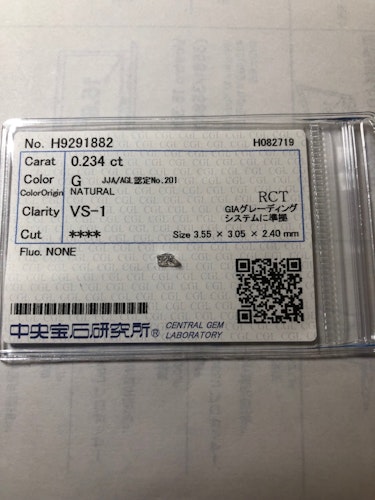 No. H9291882 H082719
Carat 0.234 ct
Color G JJA/AGL認定No.201
ColorOrigin NATURAL
RCT
Clarity VS-1 GIAグレーディング
システムに準拠
Cut **** Size 3.55 × 3.05 × 2.40 mm
Fluo. NONE
中央宝石研究所® CENTRAL GEM
LABORATORY